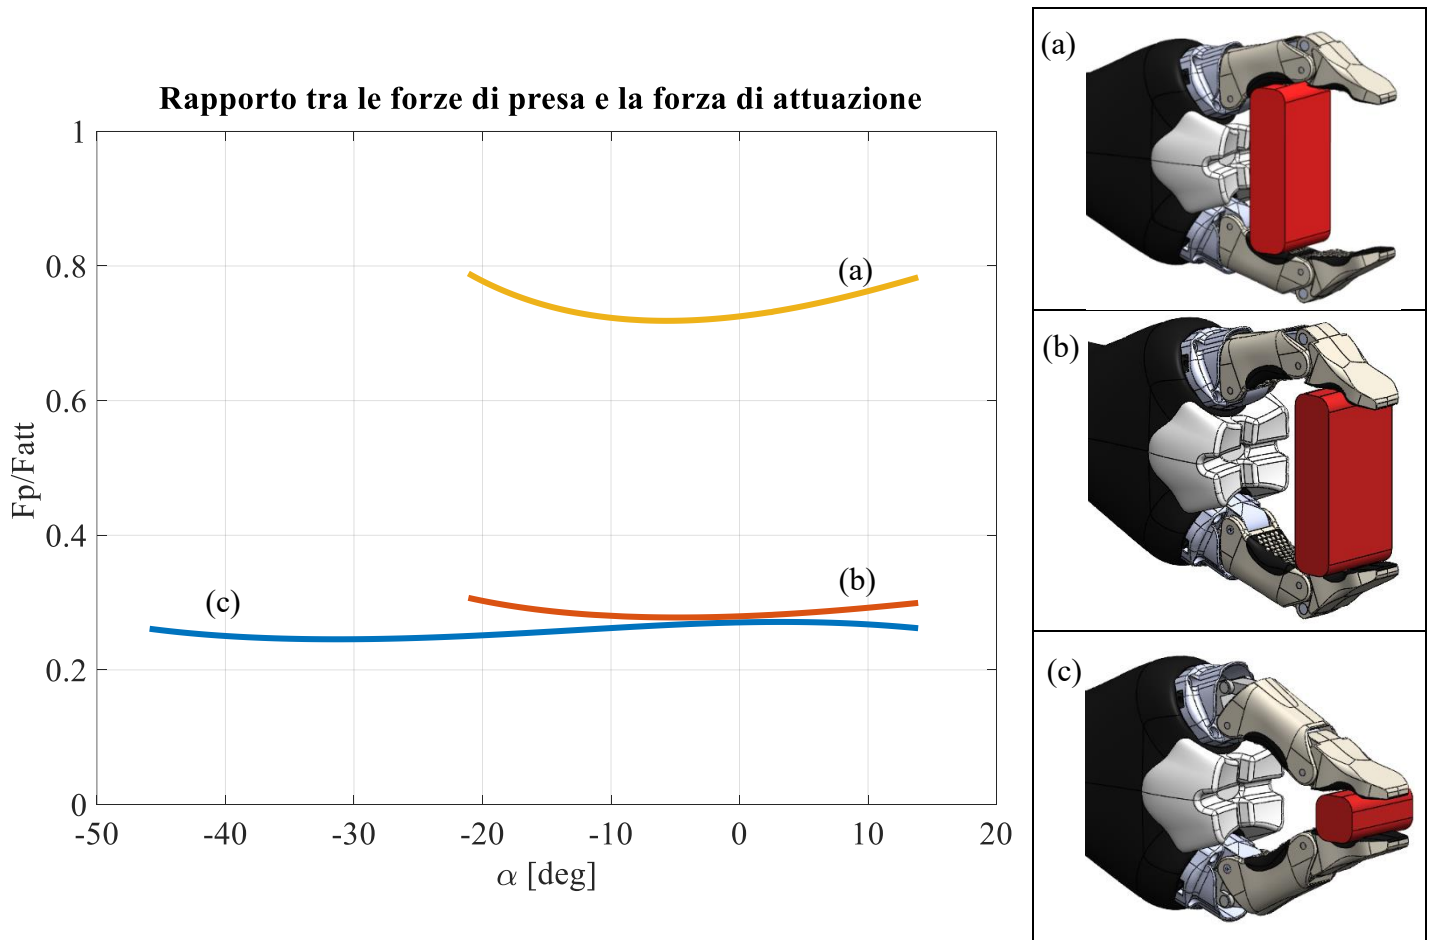 Rapporto tra le forze di presa e la forza di attuazione
1
0.8
0.6
0.4
0.2
0
Fp/Fatt
-50 -40 -30 -20 -10 0 10 20
α [deg]
(a)
(b)
(c)
(a)
(b)
(c)